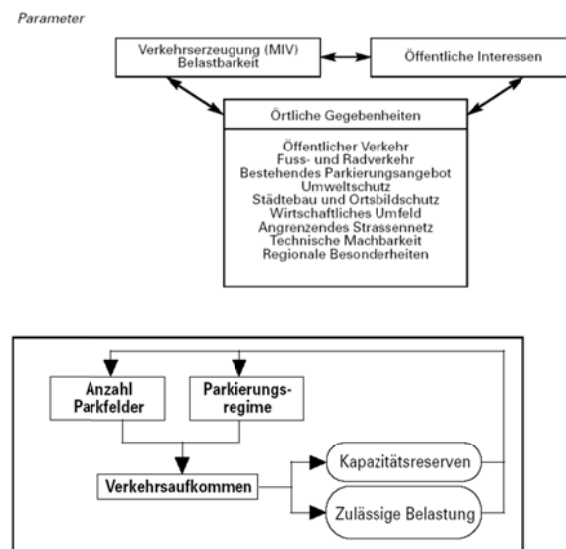 Parameter
Verkehrserzeugung (MIV)
Belastbarkeit
Öffentliche Interessen
Örtliche Gegebenheiten
Öffentlicher Verkehr
Fuss- und Radverkehr
Bestehendes Parkierungsangebot
Umweltschutz
Städtebau und Ortsbildschutz
Wirtschaftliches Umfeld
Angrenzendes Strassennetz
Technische Machbarkeit
Regionale Besonderheiten
Anzahl
Parkfelder
Parkierungs-
regime
Verkehrsaufkommen
Kapazitätsreserven
Zulässige Belastung